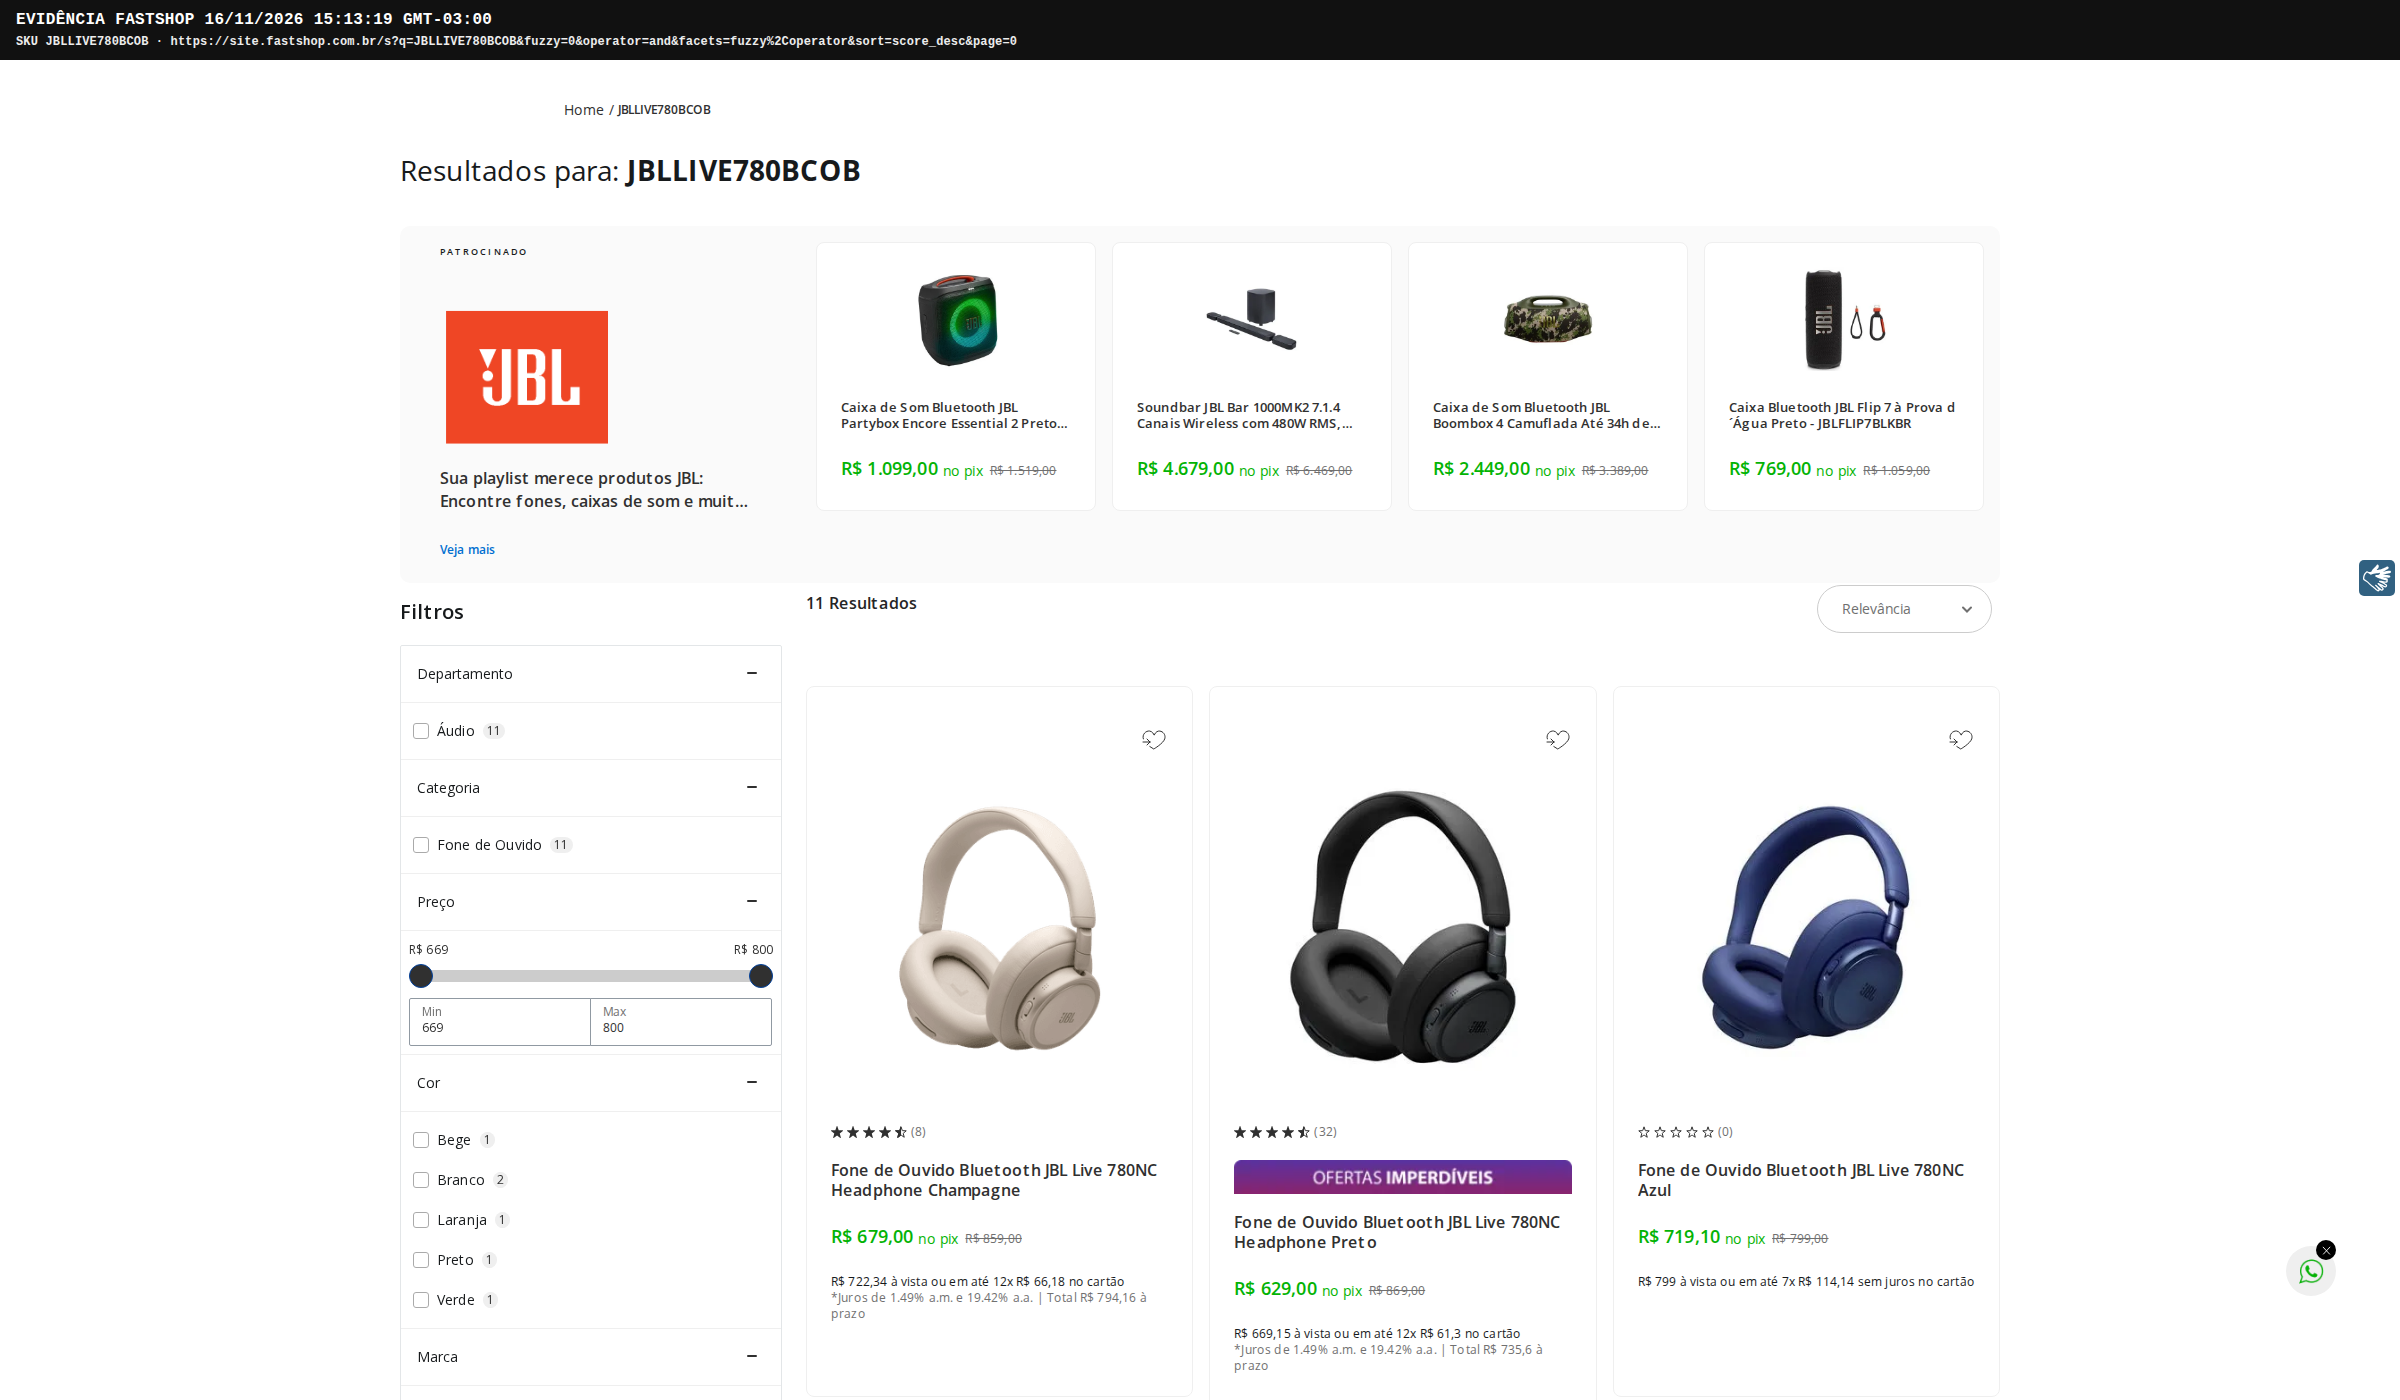 EVIDÊNCIA FASTSHOP 16/11/2026 15:13:19 GMT-03:00
SKU JBLLIVE780BCOB · https://site.fastshop.com.br/s?q=JBLLIVE780BCOB&fuzzy=0&operator=and&facets=fuzzy%2Coperator&sort=score_desc&page=0
Home / JBLLIVE780BCOB
Resultados para: JBLLIVE780BCOB
PATROCINADO
JBL
Sua playlist merece produtos JBL:
Encontre fones, caixas de som e muit...
Veja mais
Caixa de Som Bluetooth JBL
Partybox Encore Essential 2 Preto...
R$ 1.099,00 no pix R$ 1.519,00
Soundbar JBL Bar 1000MK2 7.1.4
Canais Wireless com 480W RMS,...
R$ 4.679,00 no pix R$ 6.469,00
Caixa de Som Bluetooth JBL
Boombox 4 Camuflada Até 34h de...
R$ 2.449,00 no pix R$ 3.389,00
JBL
Caixa Bluetooth JBL Flip 7 à Prova d
´Água Preto - JBLFLIP7BLKBR
R$ 769,00 no pix R$ 1.059,00
Filtros
11 Resultados
Relevância
Departamento
Áudio 11
Categoria
Fone de Ouvido 11
Preço
R$ 669 R$ 800
Min Max
669 800
Cor
Bege 1
Branco 2
Laranja 1
Preto 1
Verde 1
Marca
JBL
(8)
Fone de Ouvido Bluetooth JBL Live 780NC
Headphone Champagne
R$ 679,00 no pix R$ 859,00
R$ 722,34 à vista ou em até 12x R$ 66,18 no cartão
*Juros de 1.49% a.m. e 19.42% a.a. | Total R$ 794,16 à
prazo
JBL
(32)
OFERTAS IMPERDÍVEIS
Fone de Ouvido Bluetooth JBL Live 780NC
Headphone Preto
R$ 629,00 no pix R$ 869,00
R$ 669,15 à vista ou em até 12x R$ 61,3 no cartão
*Juros de 1.49% a.m. e 19.42% a.a. | Total R$ 735,6 à
prazo
JBL
(0)
Fone de Ouvido Bluetooth JBL Live 780NC
Azul
R$ 719,10 no pix R$ 799,00
R$ 799 à vista ou em até 7x R$ 114,14 sem juros no cartão